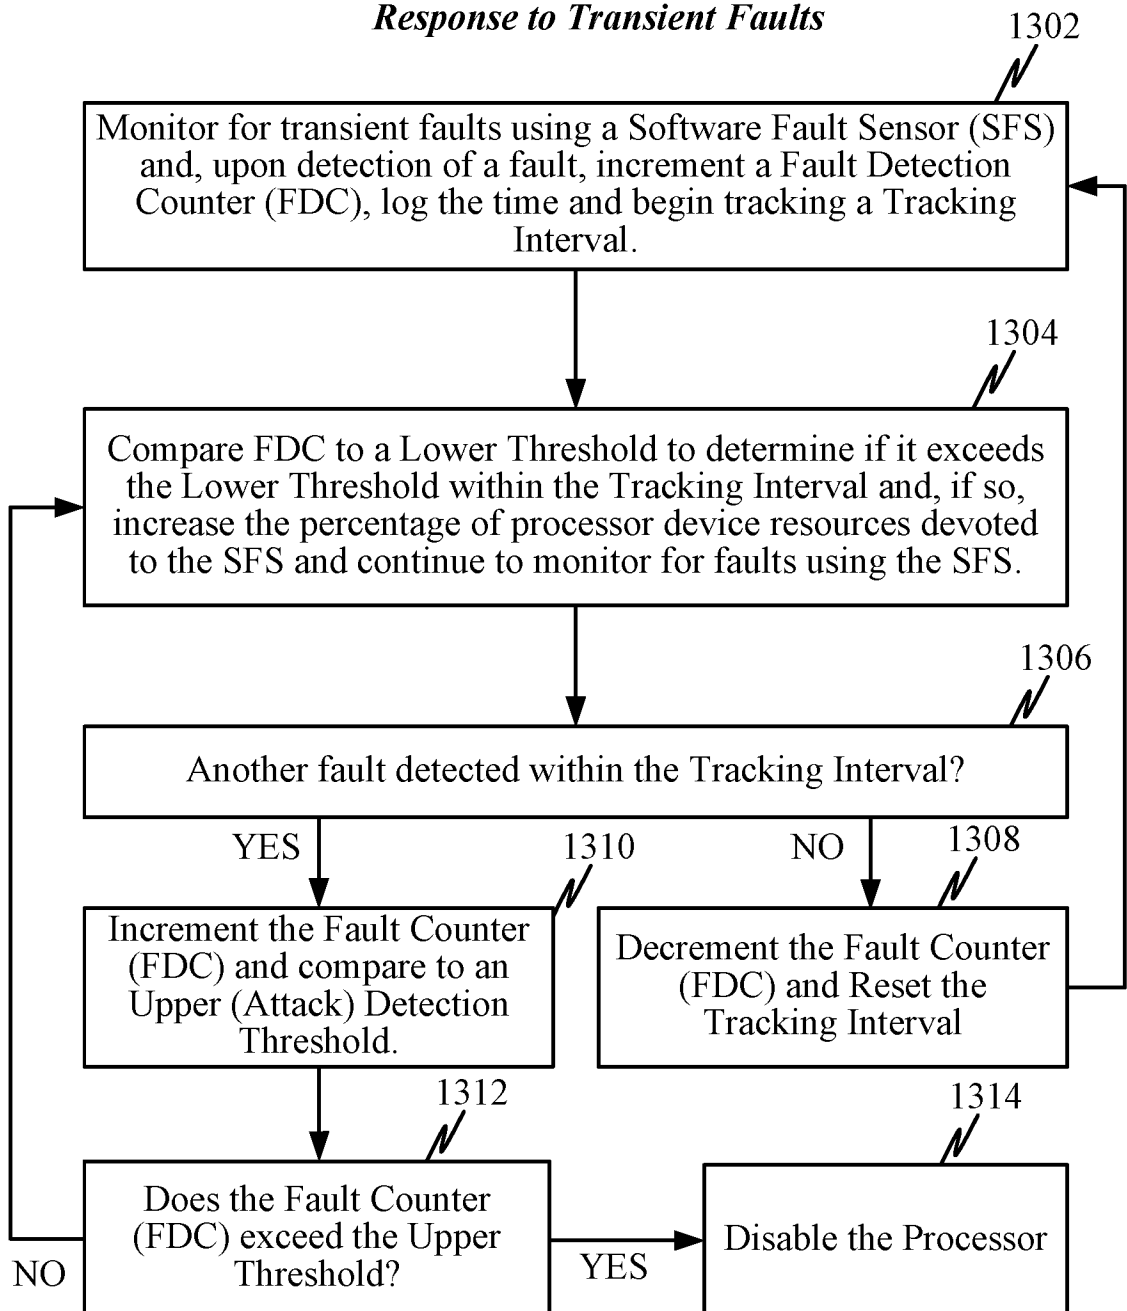 Response to Transient Faults
1302
Monitor for transient faults using a Software Fault Sensor (SFS)
and, upon detection of a fault, increment a Fault Detection
Counter (FDC), log the time and begin tracking a Tracking
Interval.
1304
Compare FDC to a Lower Threshold to determine if it exceeds
the Lower Threshold within the Tracking Interval and, if so,
increase the percentage of processor device resources devoted
to the SFS and continue to monitor for faults using the SFS.
1306
Another fault detected within the Tracking Interval?
YES
1310
NO
1308
Increment the Fault Counter
(FDC) and compare to an
Upper (Attack) Detection
Threshold.
Decrement the Fault Counter
(FDC) and Reset the
Tracking Interval
1312
1314
Does the Fault Counter
(FDC) exceed the Upper
Threshold?
NO
YES
Disable the Processor